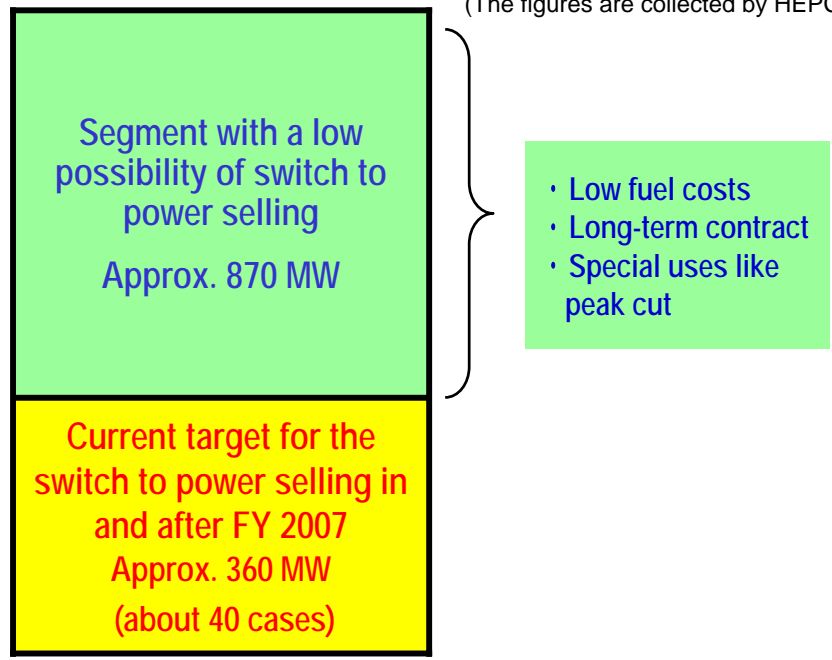 (The figures are collected by HEPC
Segment with a low
possibility of switch to
power selling
Approx. 870 MW
・Low fuel costs
・Long-term contract
・Special uses like
peak cut
Current target for the
switch to power selling in
and after FY 2007
Approx. 360 MW
(about 40 cases)